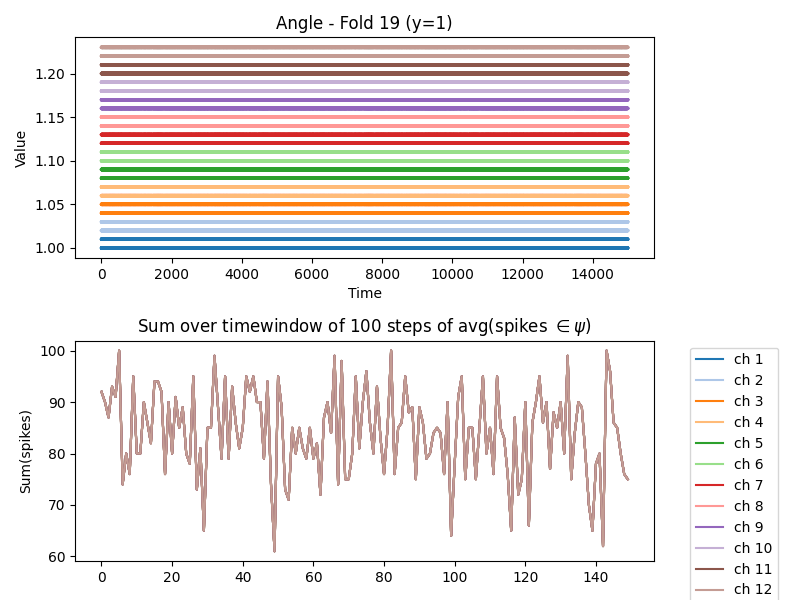 Angle - Fold 19 (y=1)
Value
1.20
1.15
1.10
1.05
1.00
0 2000 4000 6000 8000 10000 12000 14000
Time
Sum over timewindow of 100 steps of avg(spikes ∈ ψ)
Sum(spikes)
100
90
80
70
60
0 20 40 60 80 100 120 140
ch 1
ch 2
ch 3
ch 4
ch 5
ch 6
ch 7
ch 8
ch 9
ch 10
ch 11
ch 12